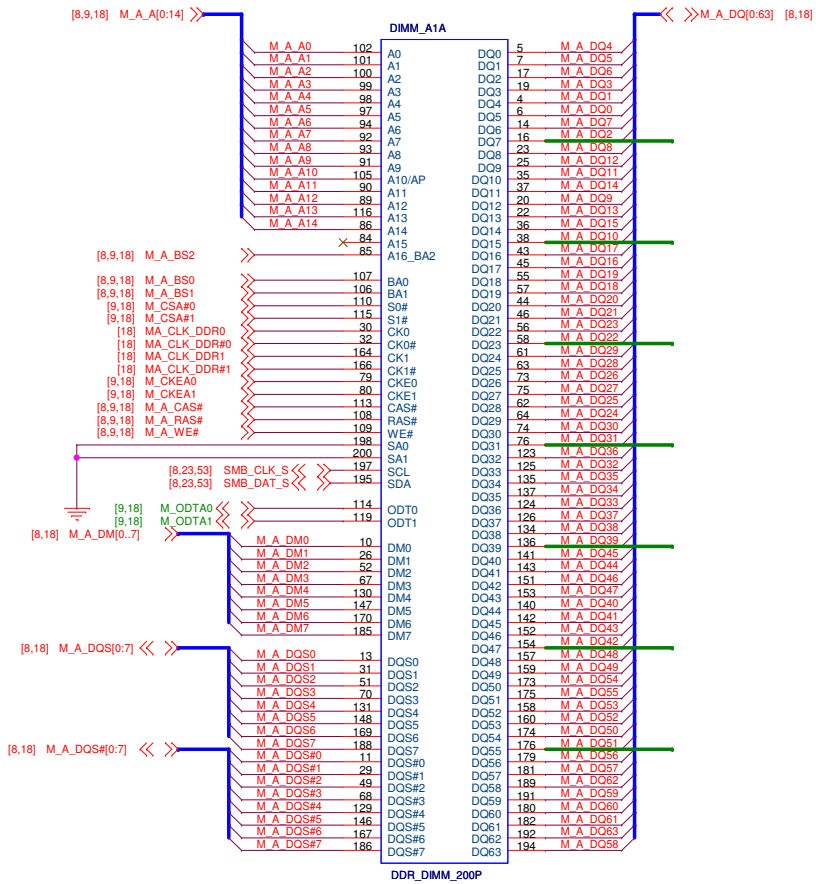 [8,9,18] M_A_A[0:14] M_A_DQ[0:63] [8,18]
DIMM_A1A
M_A_A0 102 A0 DQ0 5 M_A_DQ4
M_A_A1 101 A1 DQ1 7 M_A_DQ5
M_A_A2 100 A2 DQ2 17 M_A_DQ6
M_A_A3 99 A3 DQ3 19 M_A_DQ3
M_A_A4 98 A4 DQ4 4 M_A_DQ1
M_A_A5 97 A5 DQ5 6 M_A_DQ0
M_A_A6 94 A6 DQ6 14 M_A_DQ7
M_A_A7 92 A7 DQ7 16 M_A_DQ2
M_A_A8 93 A8 DQ8 23 M_A_DQ8
M_A_A9 91 A9 DQ9 25 M_A_DQ12
M_A_A10 105 A10/AP DQ10 35 M_A_DQ11
M_A_A11 90 A11 DQ11 37 M_A_DQ14
M_A_A12 89 A12 DQ12 20 M_A_DQ9
M_A_A13 116 A13 DQ13 22 M_A_DQ13
M_A_A14 86 A14 DQ14 36 M_A_DQ15
84 A15 DQ15 38 M_A_DQ10
[8,9,18] M_A_BS2 85 A16_BA2 DQ16 43 M_A_DQ17
DQ17 45 M_A_DQ16
[8,9,18] M_A_BS0 107 BA0 DQ18 55 M_A_DQ19
[8,9,18] M_A_BS1 106 BA1 DQ19 57 M_A_DQ18
[9,18] M_CSA#0 110 S0# DQ20 44 M_A_DQ20
[9,18] M_CSA#1 115 S1# DQ21 46 M_A_DQ21
[18] MA_CLK_DDR0 30 CK0 DQ22 56 M_A_DQ23
[18] MA_CLK_DDR#0 32 CK0# DQ23 58 M_A_DQ22
[18] MA_CLK_DDR1 164 CK1 DQ24 61 M_A_DQ29
[18] MA_CLK_DDR#1 166 CK1# DQ25 63 M_A_DQ28
[9,18] M_CKEA0 79 CKE0 DQ26 73 M_A_DQ26
[9,18] M_CKEA1 80 CKE1 DQ27 75 M_A_DQ27
[8,9,18] M_A_CAS# 113 CAS# DQ28 62 M_A_DQ25
[8,9,18] M_A_RAS# 108 RAS# DQ29 64 M_A_DQ24
[8,9,18] M_A_WE# 109 WE# DQ30 74 M_A_DQ30
198 SA0 DQ31 76 M_A_DQ31
200 SA1 DQ32 123 M_A_DQ36
[8,23,53] SMB_CLK_S 197 SCL DQ33 125 M_A_DQ32
[8,23,53] SMB_DAT_S 195 SDA DQ34 135 M_A_DQ35
DQ35 137 M_A_DQ34
[9,18] M_ODTA0 114 ODT0 DQ36 124 M_A_DQ33
[9,18] M_ODTA1 119 ODT1 DQ37 126 M_A_DQ37
[8,18] M_A_DM[0..7] DQ38 134 M_A_DQ38
M_A_DM0 10 DM0 DQ39 136 M_A_DQ39
M_A_DM1 26 DM1 DQ40 141 M_A_DQ45
M_A_DM2 52 DM2 DQ41 143 M_A_DQ44
M_A_DM3 67 DM3 DQ42 151 M_A_DQ46
M_A_DM4 130 DM4 DQ43 153 M_A_DQ47
M_A_DM5 147 DM5 DQ44 140 M_A_DQ40
M_A_DM6 170 DM6 DQ45 142 M_A_DQ41
M_A_DM7 185 DM7 DQ46 152 M_A_DQ43
[8,18] M_A_DQS[0:7] DQ47 154 M_A_DQ42
M_A_DQS0 13 DQS0 DQ48 157 M_A_DQ48
M_A_DQS1 31 DQS1 DQ49 159 M_A_DQ49
M_A_DQS2 51 DQS2 DQ50 173 M_A_DQ54
M_A_DQS3 70 DQS3 DQ51 175 M_A_DQ55
M_A_DQS4 131 DQS4 DQ52 158 M_A_DQ53
M_A_DQS5 148 DQS5 DQ53 160 M_A_DQ52
M_A_DQS6 169 DQS6 DQ54 174 M_A_DQ50
M_A_DQS7 188 DQS7 DQ55 176 M_A_DQ51
[8,18] M_A_DQS#[0:7]
M_A_DQS#0 11 DQS#0 DQ56 179 M_A_DQ56
M_A_DQS#1 29 DQS#1 DQ57 181 M_A_DQ57
M_A_DQS#2 49 DQS#2 DQ58 189 M_A_DQ62
M_A_DQS#3 68 DQS#3 DQ59 191 M_A_DQ59
M_A_DQS#4 129 DQS#4 DQ60 180 M_A_DQ60
M_A_DQS#5 146 DQS#5 DQ61 182 M_A_DQ61
M_A_DQS#6 167 DQS#6 DQ62 192 M_A_DQ63
M_A_DQS#7 186 DQS#7 DQ63 194 M_A_DQ58
DDR_DIMM_200P